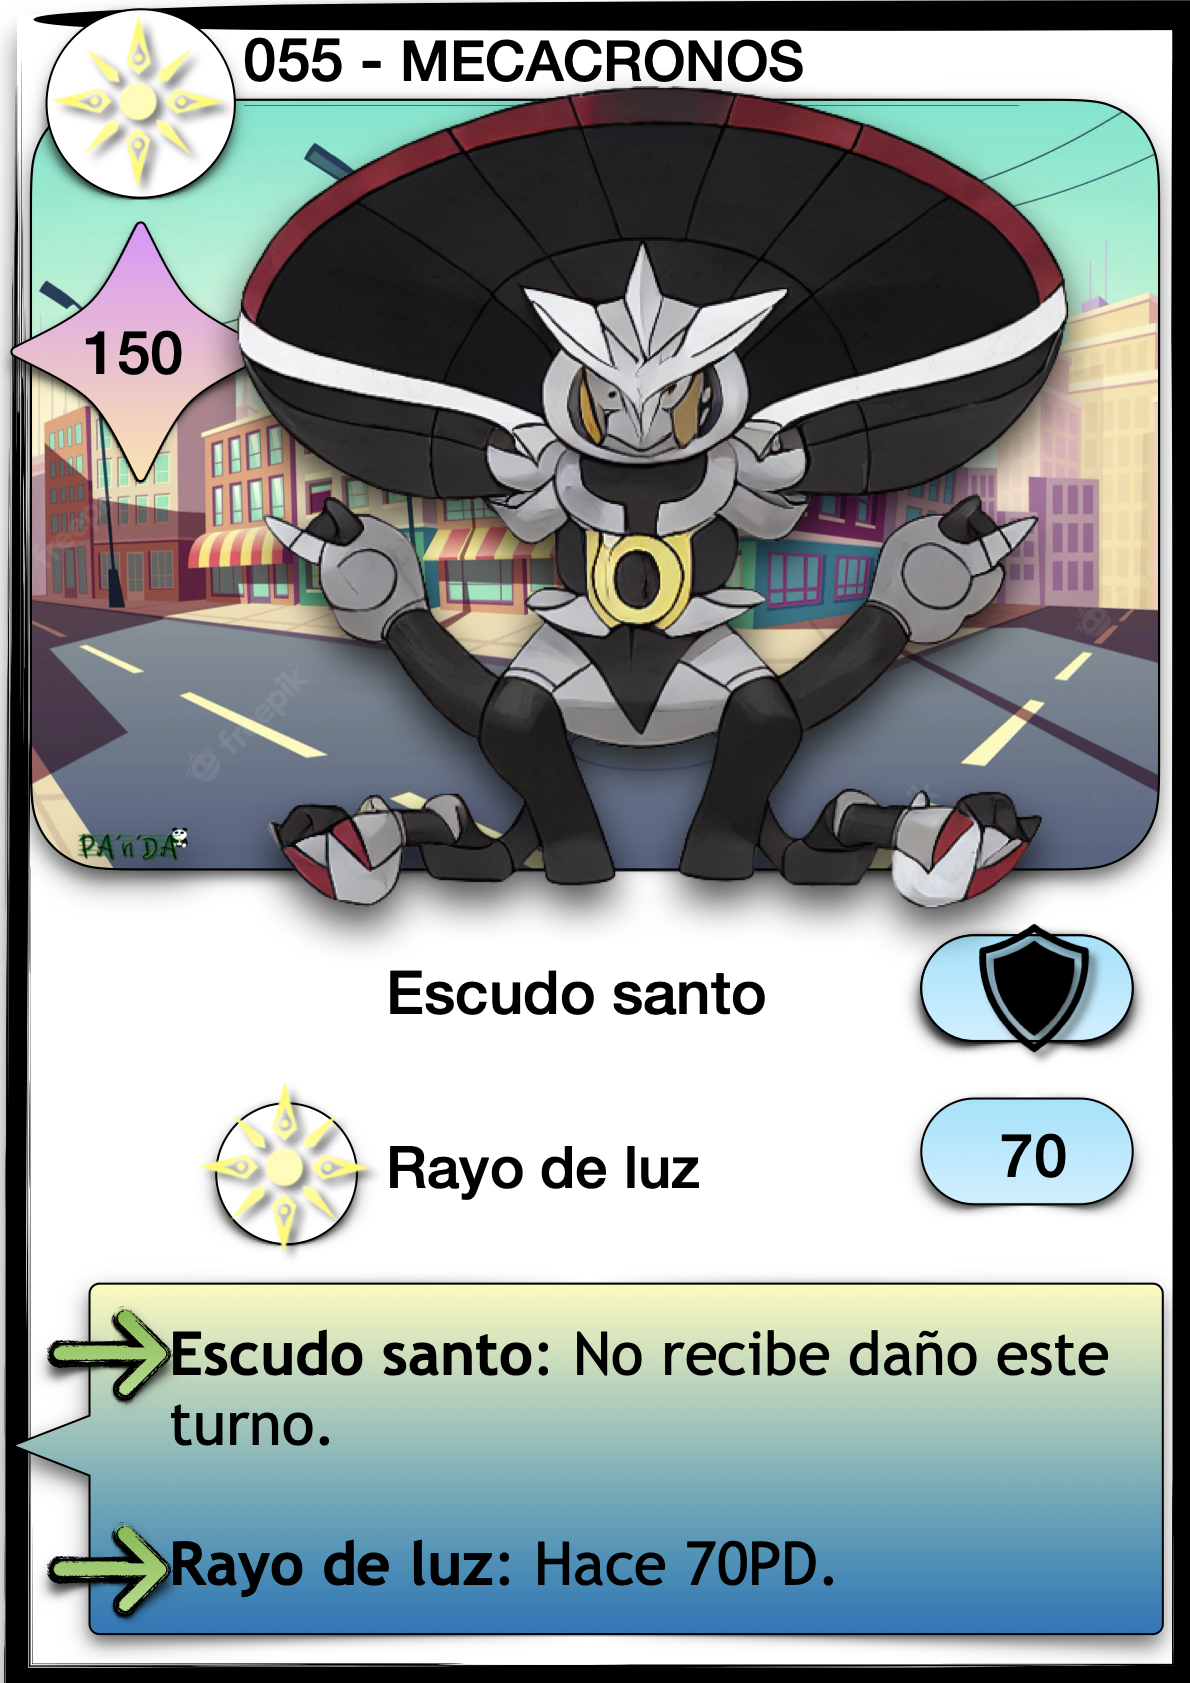 055 - MECACRONOS
150
freepik
PA'n'DA
Escudo santo
Rayo de luz
70
Escudo santo: No recibe daño este
turno.
Rayo de luz: Hace 70PD.